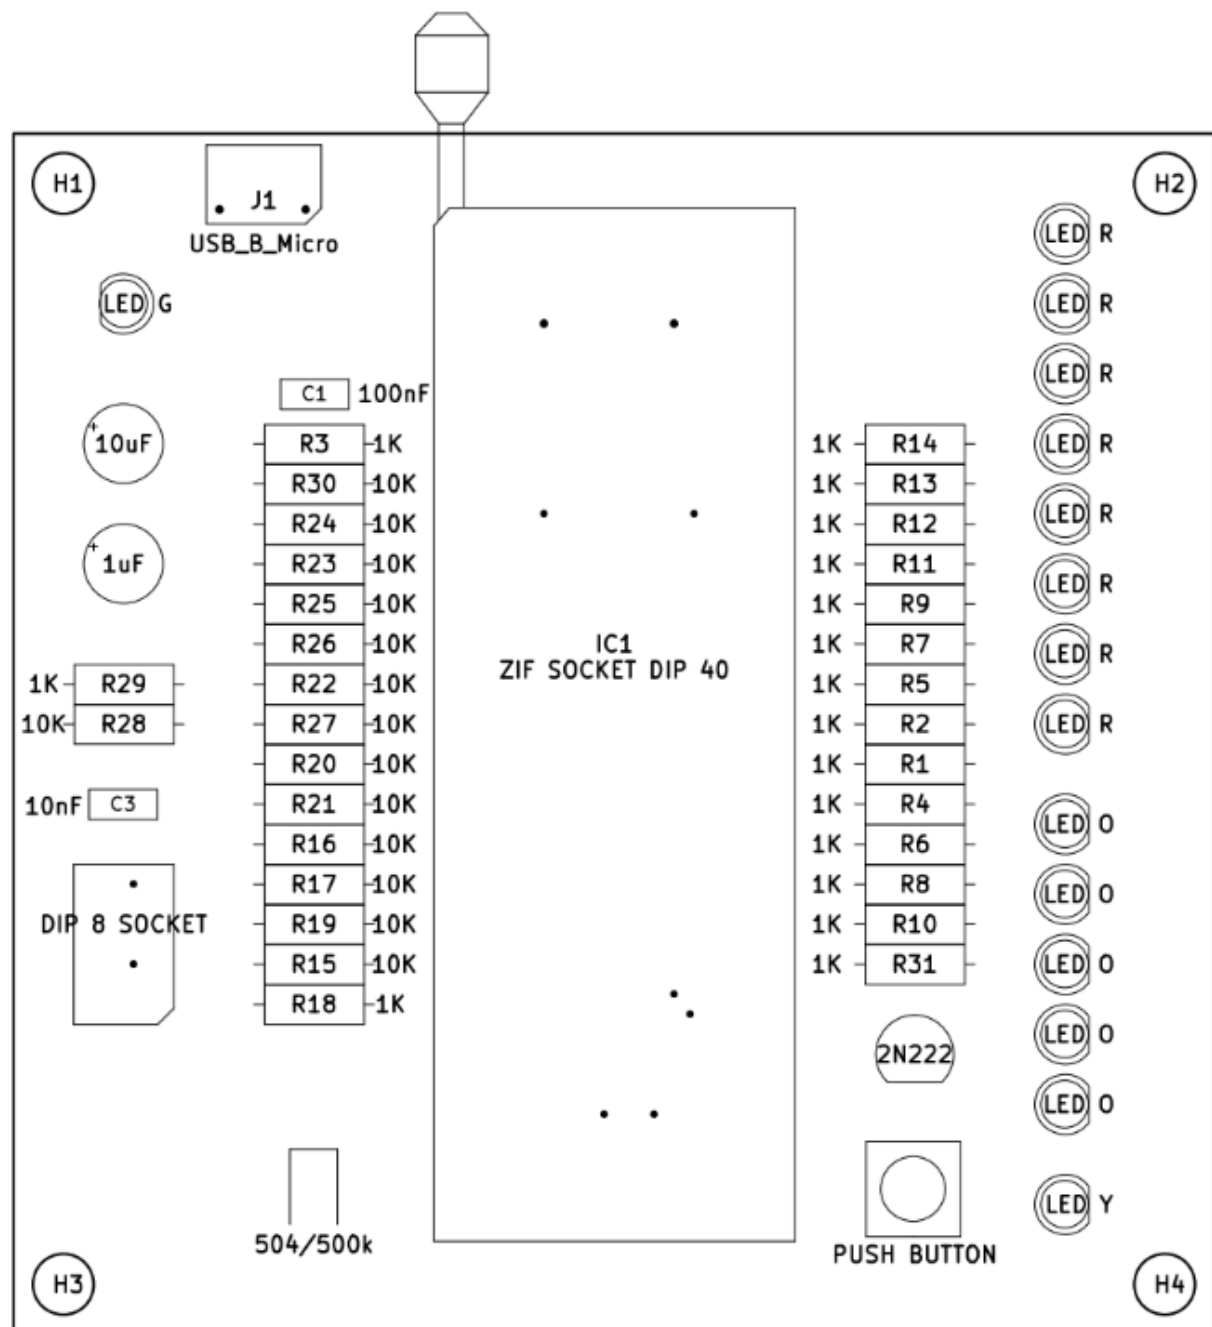 H1
J1
H2
USB_B_Micro
LED R
LED G
LED R
LED R
C1 100nF
10uF
R3 1K
1K R14
LED R
R30 10K
1K R13
R24 10K
1K R12
LED R
1uF
R23 10K
1K R11
LED R
R25 10K
1K R9
R26 10K
IC1
1K R7
LED R
ZIF SOCKET DIP 40
1K R29
R22 10K
1K R5
10K R28
R27 10K
1K R2
LED R
R20 10K
1K R1
10nF C3
R21 10K
1K R4
LED O
R16 10K
1K R6
R17 10K
1K R8
LED O
DIP 8 SOCKET
R19 10K
1K R10
R15 10K
1K R31
LED O
R18 1K
2N222
LED O
LED O
LED Y
504/500k
PUSH BUTTON
H3
H4